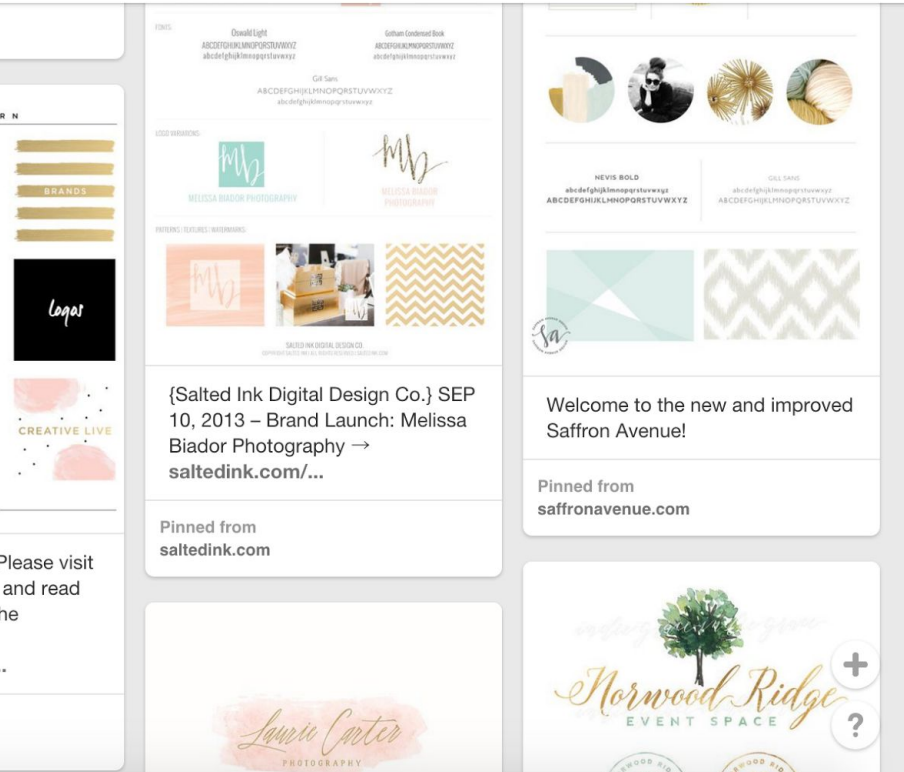 R N
BRANDS
logos
CREATIVE LIVE
Please visit
and read
he
..
FONTS:
Oswald Light
ABCDEFGHIJKLMNOPQRSTUVWXYZ
abcdefghijklmnopqrstuvwxyz
Gotham Condensed Book
ABCDEFGHIJKLMNOPQRSTUVWXYZ
abcdefghijklmnopqrstuvwxyz
Gill Sans
ABCDEFGHIJKLMNOPQRSTUVWXYZ
abcdefghijklmnopqrstuvwxyz
LOGO VARIATIONS:
mb
MELISSA BIADOR PHOTOGRAPHY
mb
MELISSA BIADOR
PHOTOGRAPHY
PATTERNS / TEXTURES / WATERMARKS:
mb
SALTED INK DIGITAL DESIGN CO.
{Salted Ink Digital Design Co.} SEP
10, 2013 – Brand Launch: Melissa
Biador Photography →
saltedink.com/...
Pinned from
saltedink.com
Laurie Carter
PHOTOGRAPHY
NEVIS BOLD
abcdefghijklmnopqrstuvwxyz
ABCDEFGHIJKLMNOPQRSTUVWXYZ
GILL SANS
abcdefghijklmnopqrstuvwxyz
ABCDEFGHIJKLMNOPQRSTUVWXYZ
Sa
Welcome to the new and improved
Saffron Avenue!
Pinned from
saffronavenue.com
Norwood Ridge
EVENT SPACE
+
?